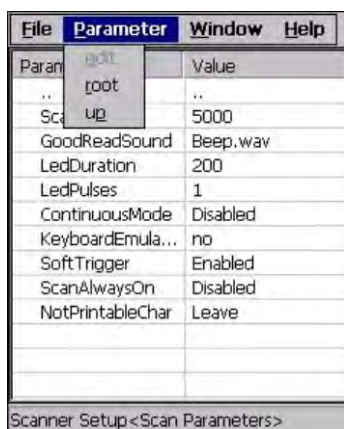 File Parameter Window Help
Param Value
edit
root
up
.. ..
Sca 5000
GoodReadSound Beep.wav
LedDuration 200
LedPulses 1
ContinuousMode Disabled
KeyboardEmula... no
SoftTrigger Enabled
ScanAlwaysOn Disabled
NotPrintableChar Leave
Scanner Setup<Scan Parameters>